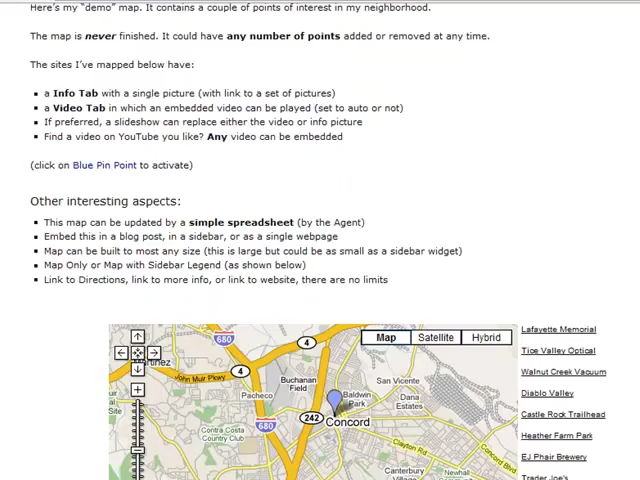 Here's my "demo" map. It contains a couple of points of interest in my neighborhood.
The map is never finished. It could have any number of points added or removed at any time.
The sites I've mapped below have:
a Info Tab with a single picture (with link to a set of pictures)
a Video Tab in which an embedded video can be played (set to auto or not)
If preferred, a slideshow can replace either the video or info picture
Find a video on YouTube you like? Any video can be embedded
(click on Blue Pin Point to activate)
Other interesting aspects:
This map can be updated by a simple spreadsheet (by the Agent)
Embed this in a blog post, in a sidebar, or as a single webpage
Map can be built to most any size (this is large but could be as small as a sidebar widget)
Map Only or Map with Sidebar Legend (as shown below)
Link to Directions, link to more info, or link to website, there are no limits
Map Satellite Hybrid
680
4
Martinez
John Muir Pkwy
4
Buchanan
Field
Pacheco
Baldwin
Park
San Vicente
Dana
Estates
242
Concord
Contra Costa
Country Club
680
Clayton Rd
Concord Blvd
Canterbury
Village
Newhall
Lafayette Memorial
Tice Valley Optical
Walnut Creek Vacuum
Diablo Valley
Castle Rock Trailhead
Heather Farm Park
EJ Phair Brewery
Trader Joe's